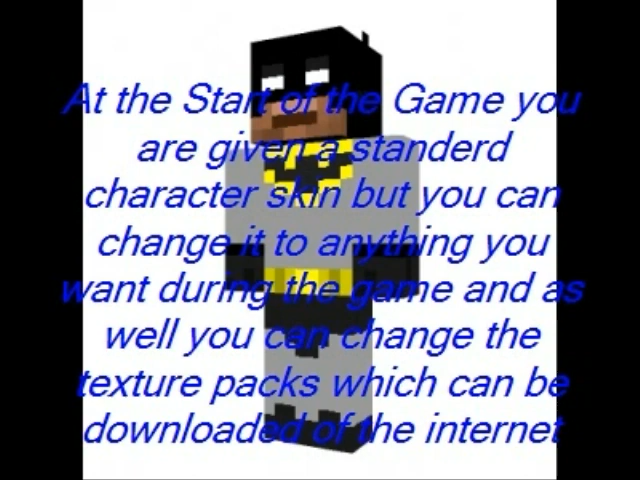 At the Start of the Game you
are given a standerd
character skin but you can
change it to anything you
want during the game and as
well you can change the
texture packs which can be
downloaded of the internet